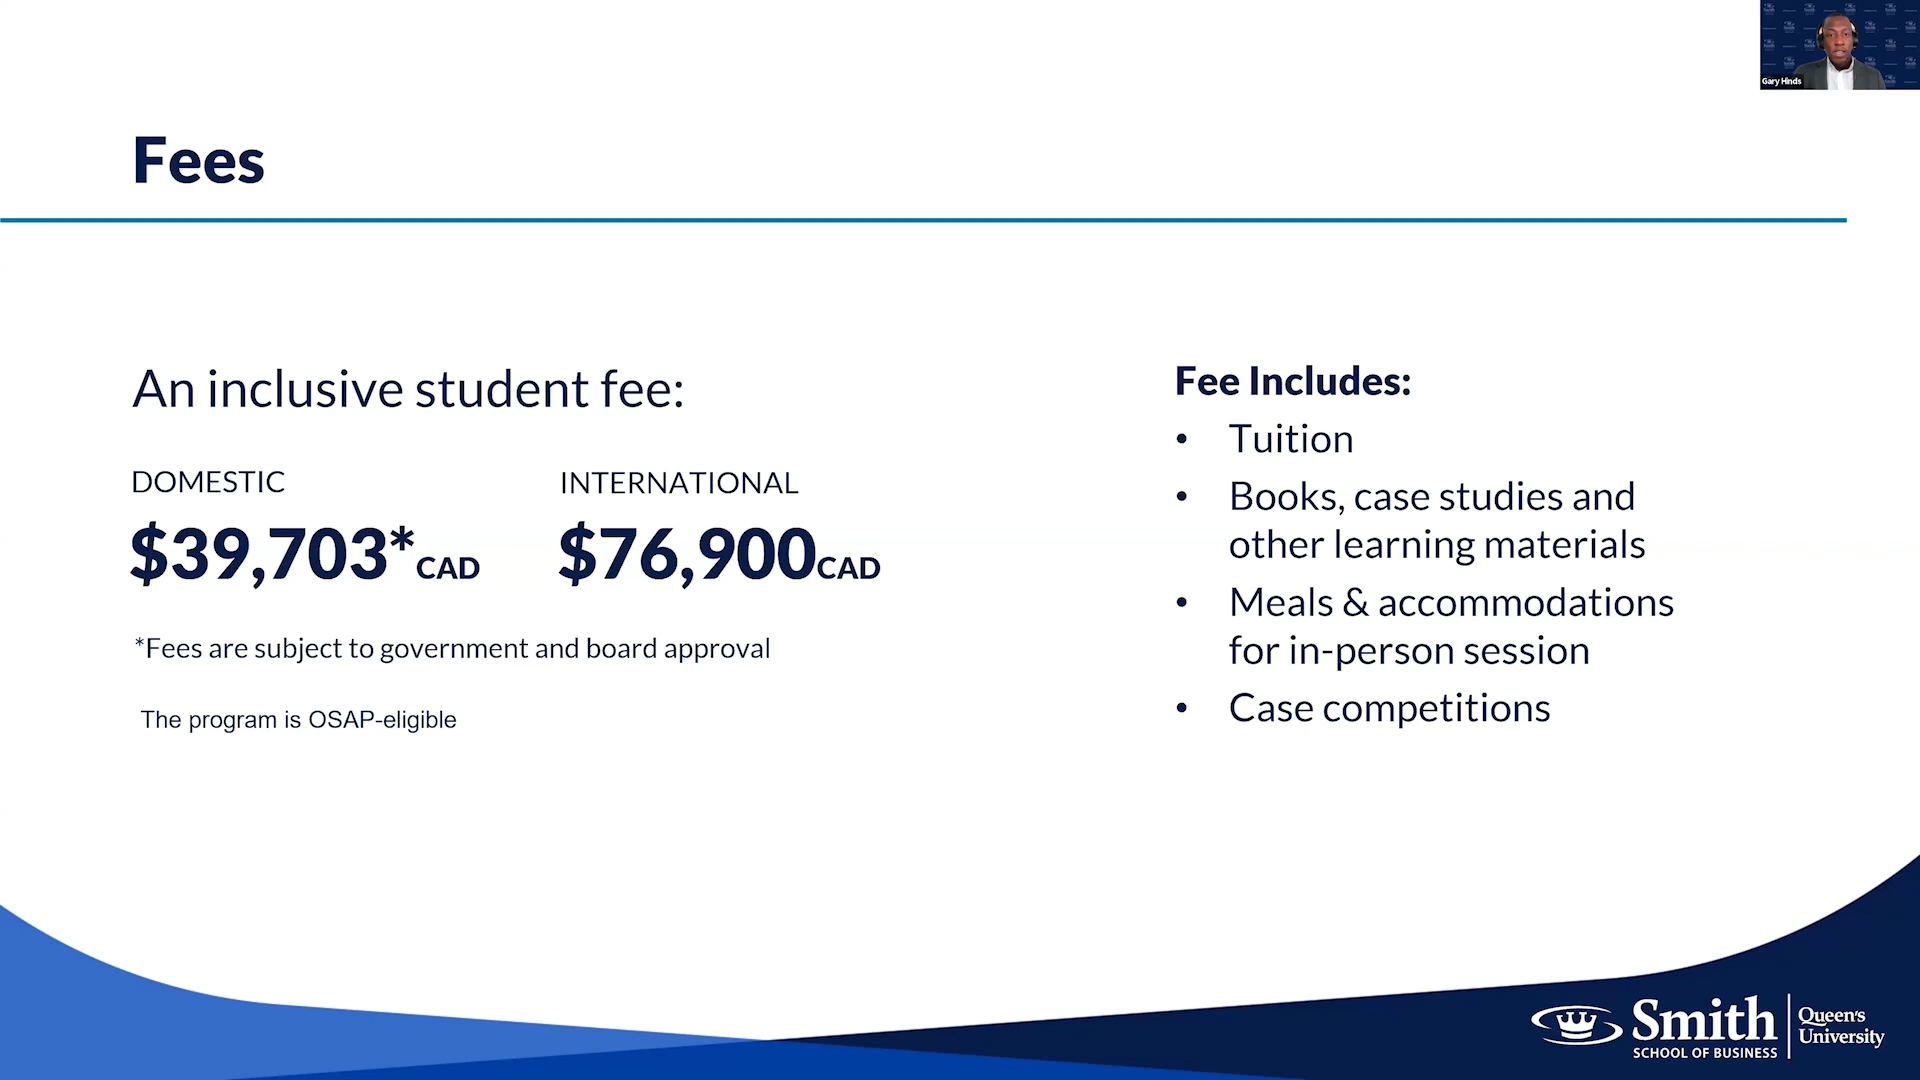 Gary Hinds
Fees
An inclusive student fee:
DOMESTIC
$39,703*CAD
INTERNATIONAL
$76,900CAD
*Fees are subject to government and board approval
The program is OSAP-eligible
Fee Includes:
• Tuition
• Books, case studies and
other learning materials
• Meals & accommodations
for in-person session
• Case competitions
Smith
SCHOOL OF BUSINESS
Queen's
University